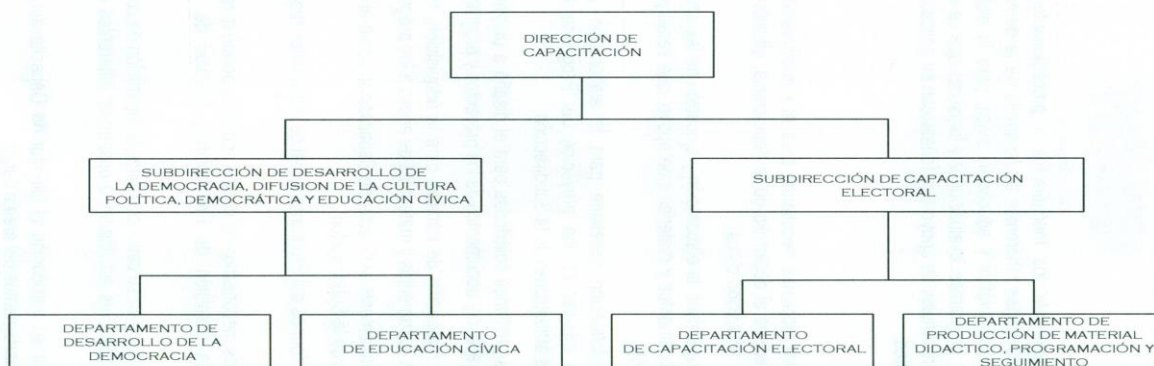 DIRECCIÓN DE
CAPACITACIÓN
SUBDIRECCIÓN DE DESARROLLO DE
LA DEMOCRACIA, DIFUSION DE LA CULTURA
POLÍTICA, DEMOCRÁTICA Y EDUCACIÓN CÍVICA
SUBDIRECCIÓN DE CAPACITACIÓN
ELECTORAL
DEPARTAMENTO DE
DESARROLLO DE LA
DEMOCRACIA
DEPARTAMENTO
DE EDUCACIÓN CÍVICA
DEPARTAMENTO
DE CAPACITACIÓN ELECTORAL
DEPARTAMENTO DE
PRODUCCIÓN DE MATERIAL
DIDACTICO, PROGRAMACIÓN Y
SEGUIMIENTO